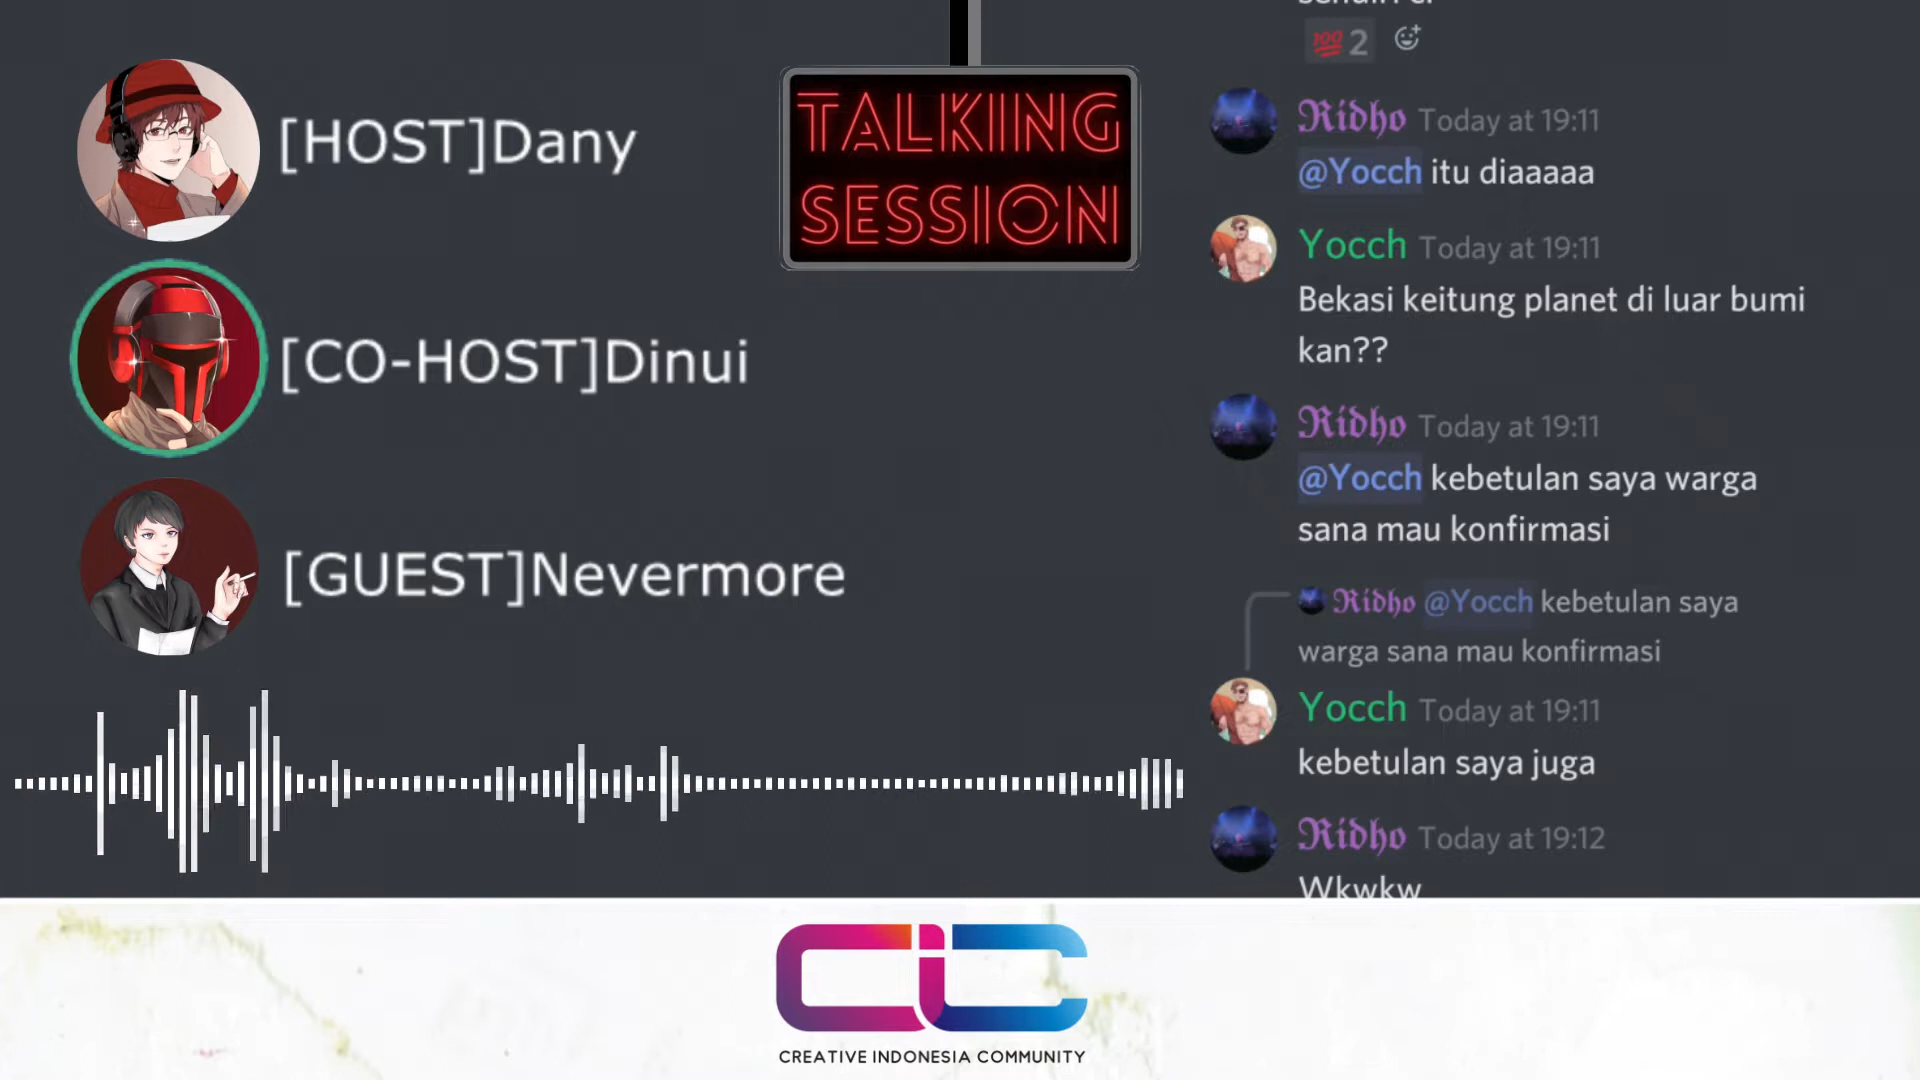 [HOST]Dany
[CO-HOST]Dinui
[GUEST]Nevermore
TALKING
SESSION
2
Ridho Today at 19:11
@Yocch itu diaaaaa
Yocch Today at 19:11
Bekasi keitung planet di luar bumi
kan??
Ridho Today at 19:11
@Yocch kebetulan saya warga
sana mau konfirmasi
Ridho @Yocch kebetulan saya
warga sana mau konfirmasi
Yocch Today at 19:11
kebetulan saya juga
Ridho Today at 19:12
Wkwkw
CIC
CREATIVE INDONESIA COMMUNITY